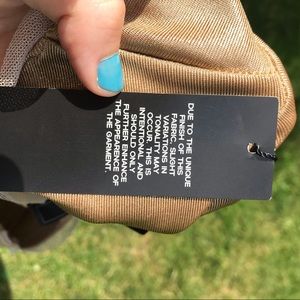 DUE TO THE UNIQUE
FINISH OF THIS
FABRIC, SLIGHT
VARIATIONS IN
TONALITY MAY
OCCUR. THIS IS
INTENTIONAL AND
SHOULD ONLY
FURTHER ENHANCE
THE APPEARENCE OF
THE GARMENT.